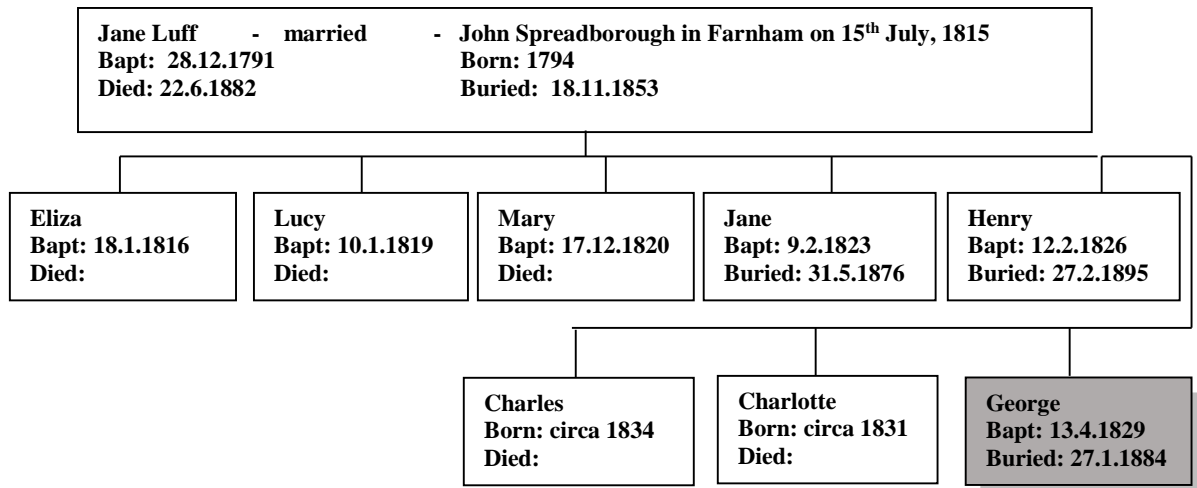 Jane Luff - married - John Spreadborough in Farnham on 15th July, 1815
Bapt: 28.12.1791 Born: 1794
Died: 22.6.1882 Buried: 18.11.1853
Eliza
Bapt: 18.1.1816
Died:
Lucy
Bapt: 10.1.1819
Died:
Mary
Bapt: 17.12.1820
Died:
Jane
Bapt: 9.2.1823
Buried: 31.5.1876
Henry
Bapt: 12.2.1826
Buried: 27.2.1895
Charles
Born: circa 1834
Died:
Charlotte
Born: circa 1831
Died:
George
Bapt: 13.4.1829
Buried: 27.1.1884